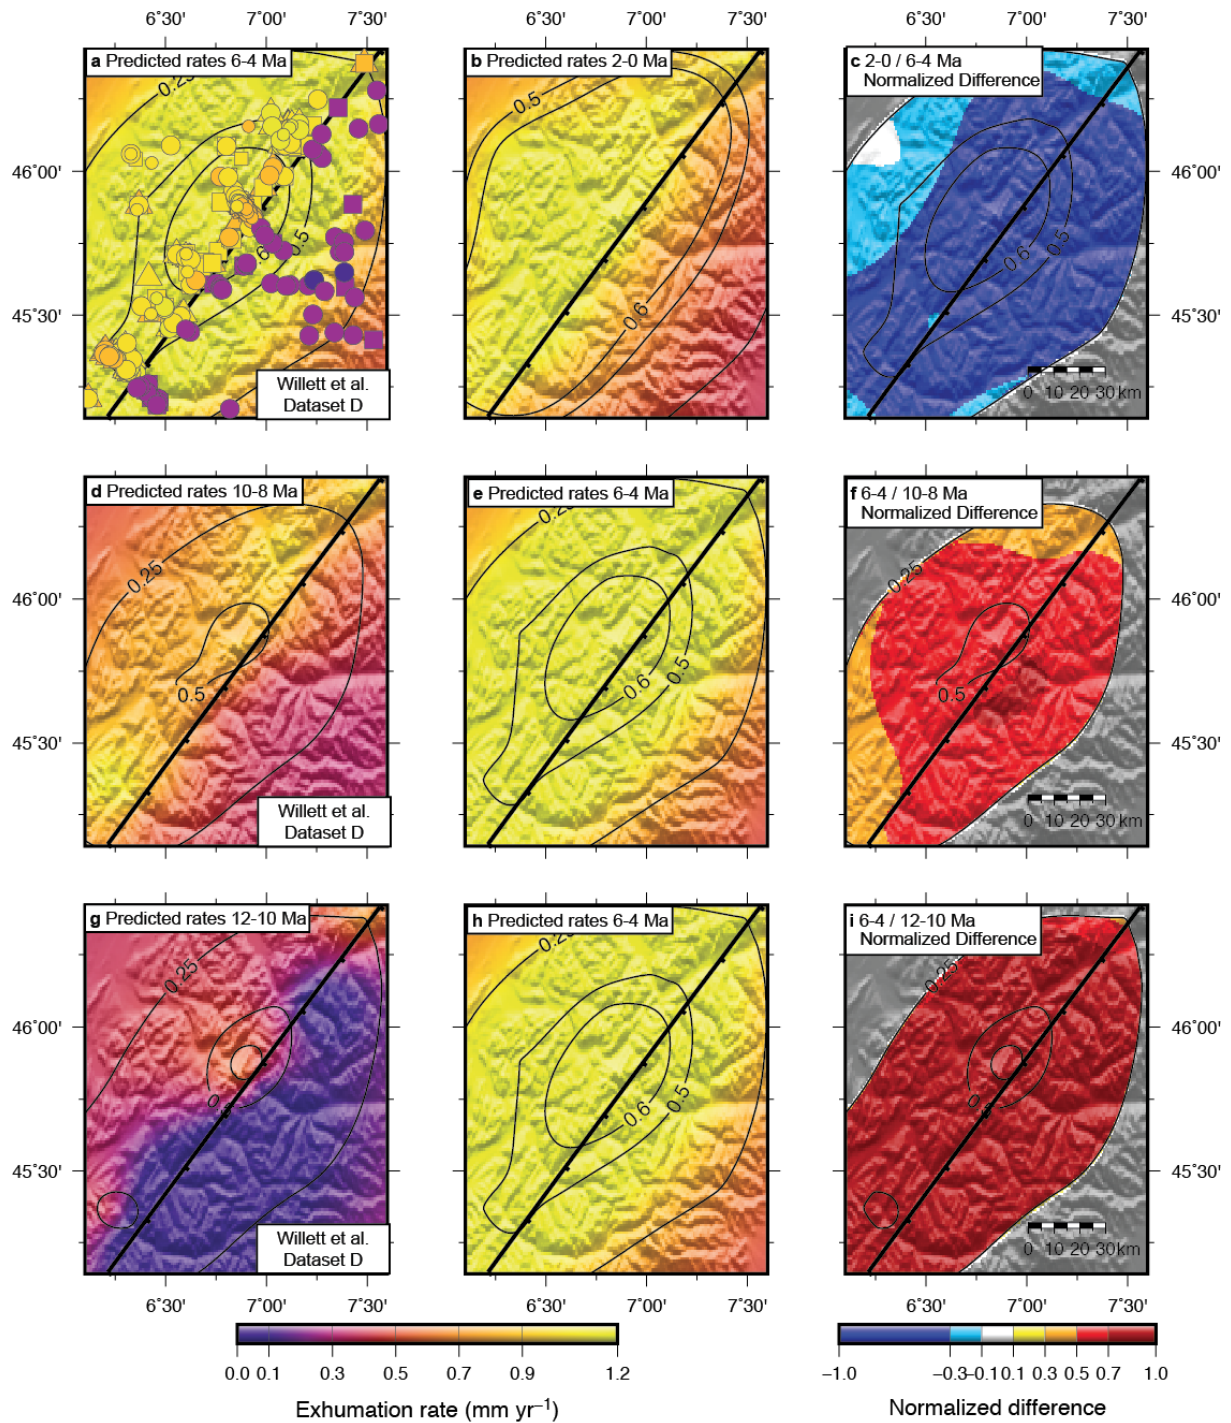 6°30' 7°00' 7°30' 6°30' 7°00' 7°30' 6°30' 7°00' 7°30'
a Predicted rates 6-4 Ma
b Predicted rates 2-0 Ma
c 2-0 / 6-4 Ma
Normalized Difference
0.25
0.5
46°00'
46°00'
0.5
0.6
0.5
0.6
45°30'
45°30'
Willett et al.
Dataset D
0 10 20 30 km
d Predicted rates 10-8 Ma
e Predicted rates 6-4 Ma
f 6-4 / 10-8 Ma
Normalized Difference
0.25
0.25
46°00'
46°00'
0.5
0.6
0.5
0.5
45°30'
45°30'
Willett et al.
Dataset D
0 10 20 30 km
g Predicted rates 12-10 Ma
h Predicted rates 6-4 Ma
i 6-4 / 12-10 Ma
Normalized Difference
0.25
0.25
46°00'
46°00'
0.6
0.5
45°30'
45°30'
Willett et al.
Dataset D
0 10 20 30 km
6°30' 7°00' 7°30' 6°30' 7°00' 7°30' 6°30' 7°00' 7°30'
0.0 0.1 0.3 0.5 0.7 0.9 1.2
Exhumation rate (mm yr⁻¹)
−1.0 −0.3 −0.1 0.1 0.3 0.5 0.7 1.0
Normalized difference